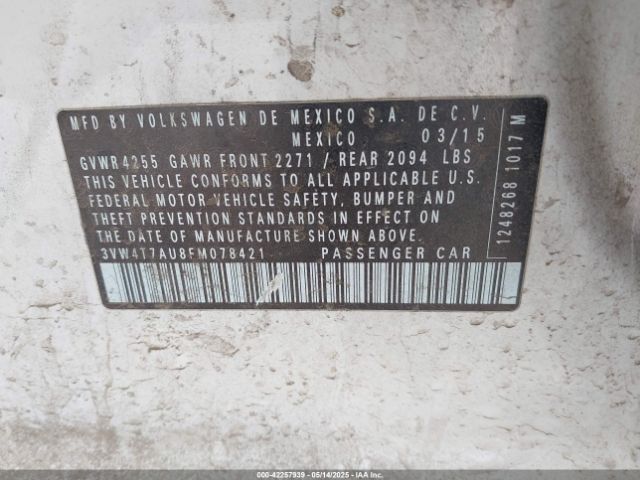 MFD BY VOLKSWAGEN DE MEXICO S.A. DE C.V.
MEXICO 03/15
GVWR 4255 GAWR FRONT 2271 / REAR 2094 LBS
THIS VEHICLE CONFORMS TO ALL APPLICABLE U.S.
FEDERAL MOTOR VEHICLE SAFETY, BUMPER AND
THEFT PREVENTION STANDARDS IN EFFECT ON
THE DATE OF MANUFACTURE SHOWN ABOVE.
3VW4T7AU8FM078421 PASSENGER CAR
1248268 1017 M
000-42257939 - 05/14/2025 - IAA Inc.